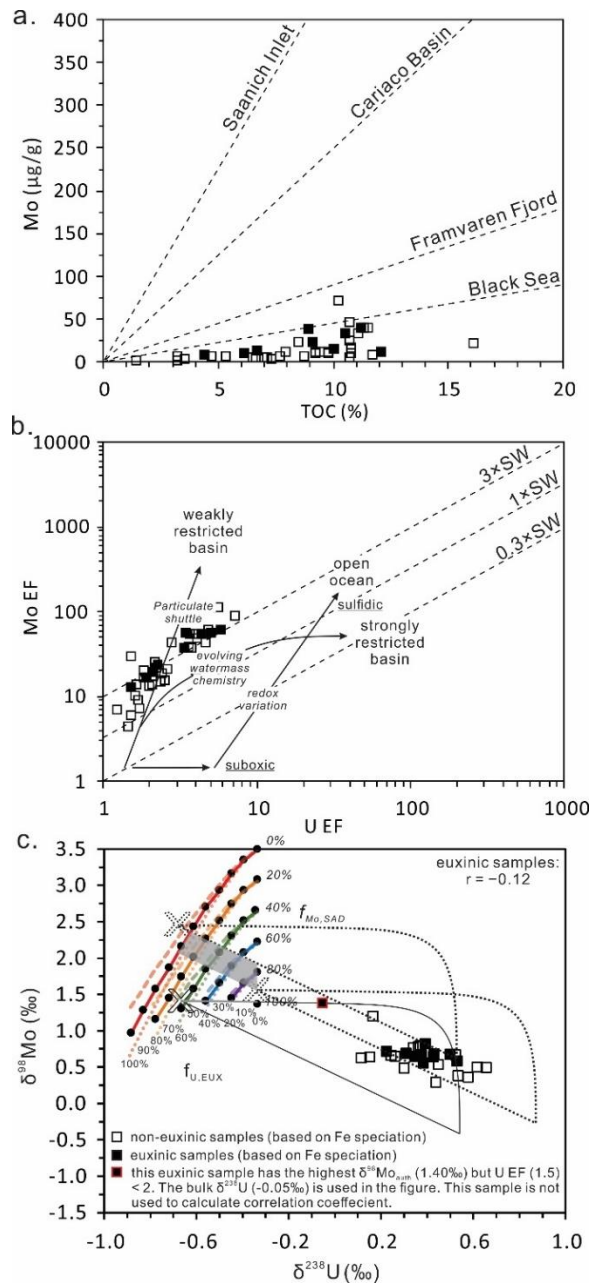 a.
400
350
300
250
200
150
100
50
0
Mo (μg/g)
Saanich Inlet
Cariaco Basin
Framvaren Fjord
Black Sea
0 5 10 15 20
TOC (%)
b.
10000
1000
100
10
1
Mo EF
3×SW
1×SW
0.3×SW
weakly
restricted
basin
open
ocean
Particulate
shuttle
sulfidic
strongly
restricted
basin
evolving
watermass
chemistry
redox
variation
suboxic
1 10 100 1000
U EF
c.
3.5
3.0
2.5
2.0
1.5
1.0
0.5
0.0
-0.5
-1.0
-1.5
δ98Mo (‰)
0%
20%
40%
60%
80%
100%
fMo,SAD
euxinic samples:
r = −0.12
0%
10%
20%
30%
40%
50%
60%
70%
80%
90%
100%
fU,EUX
non-euxinic samples (based on Fe speciation)
euxinic samples (based on Fe speciation)
this euxinic sample has the highest δ98Moauth (1.40‰) but U EF (1.5)
< 2. The bulk δ238U (-0.05‰) is used in the figure. This sample is not
used to calculate correlation coeffecient.
-1.0 -0.6 -0.2 0.2 0.6 1.0
δ238U (‰)